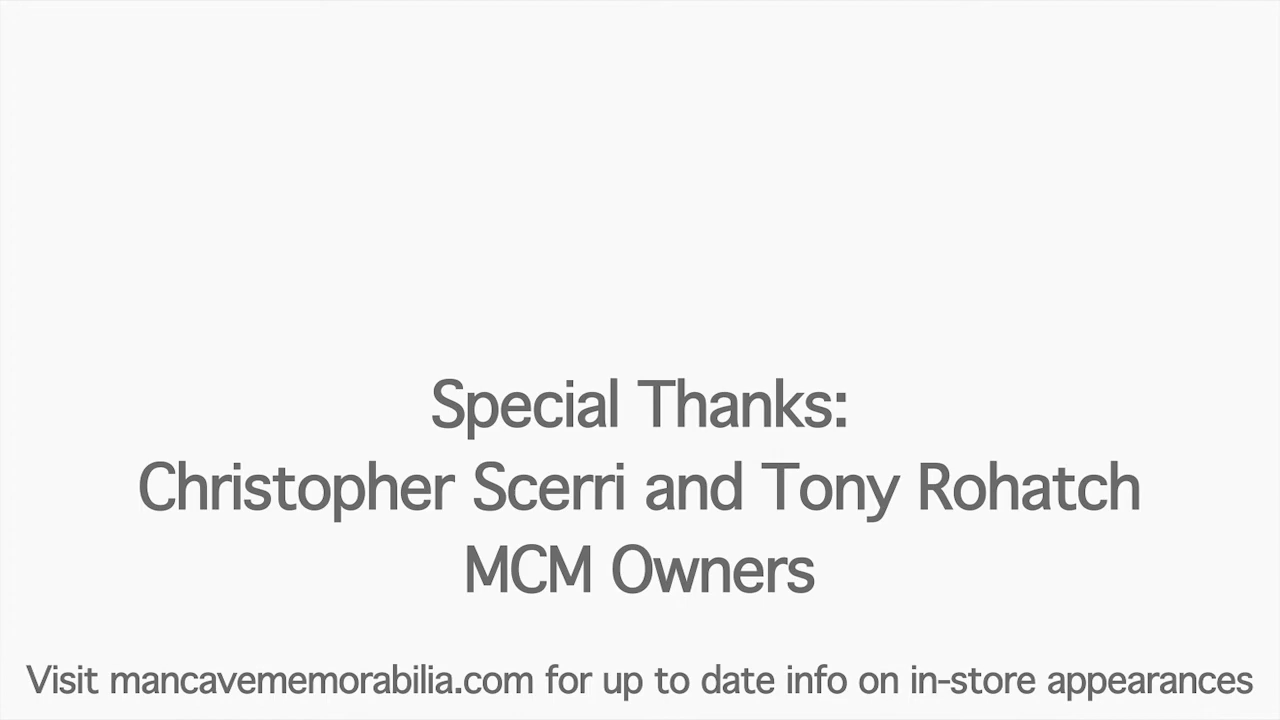 Special Thanks:
Christopher Scerri and Tony Rohatch
MCM Owners
Visit mancavememorabilia.com for up to date info on in-store appearances